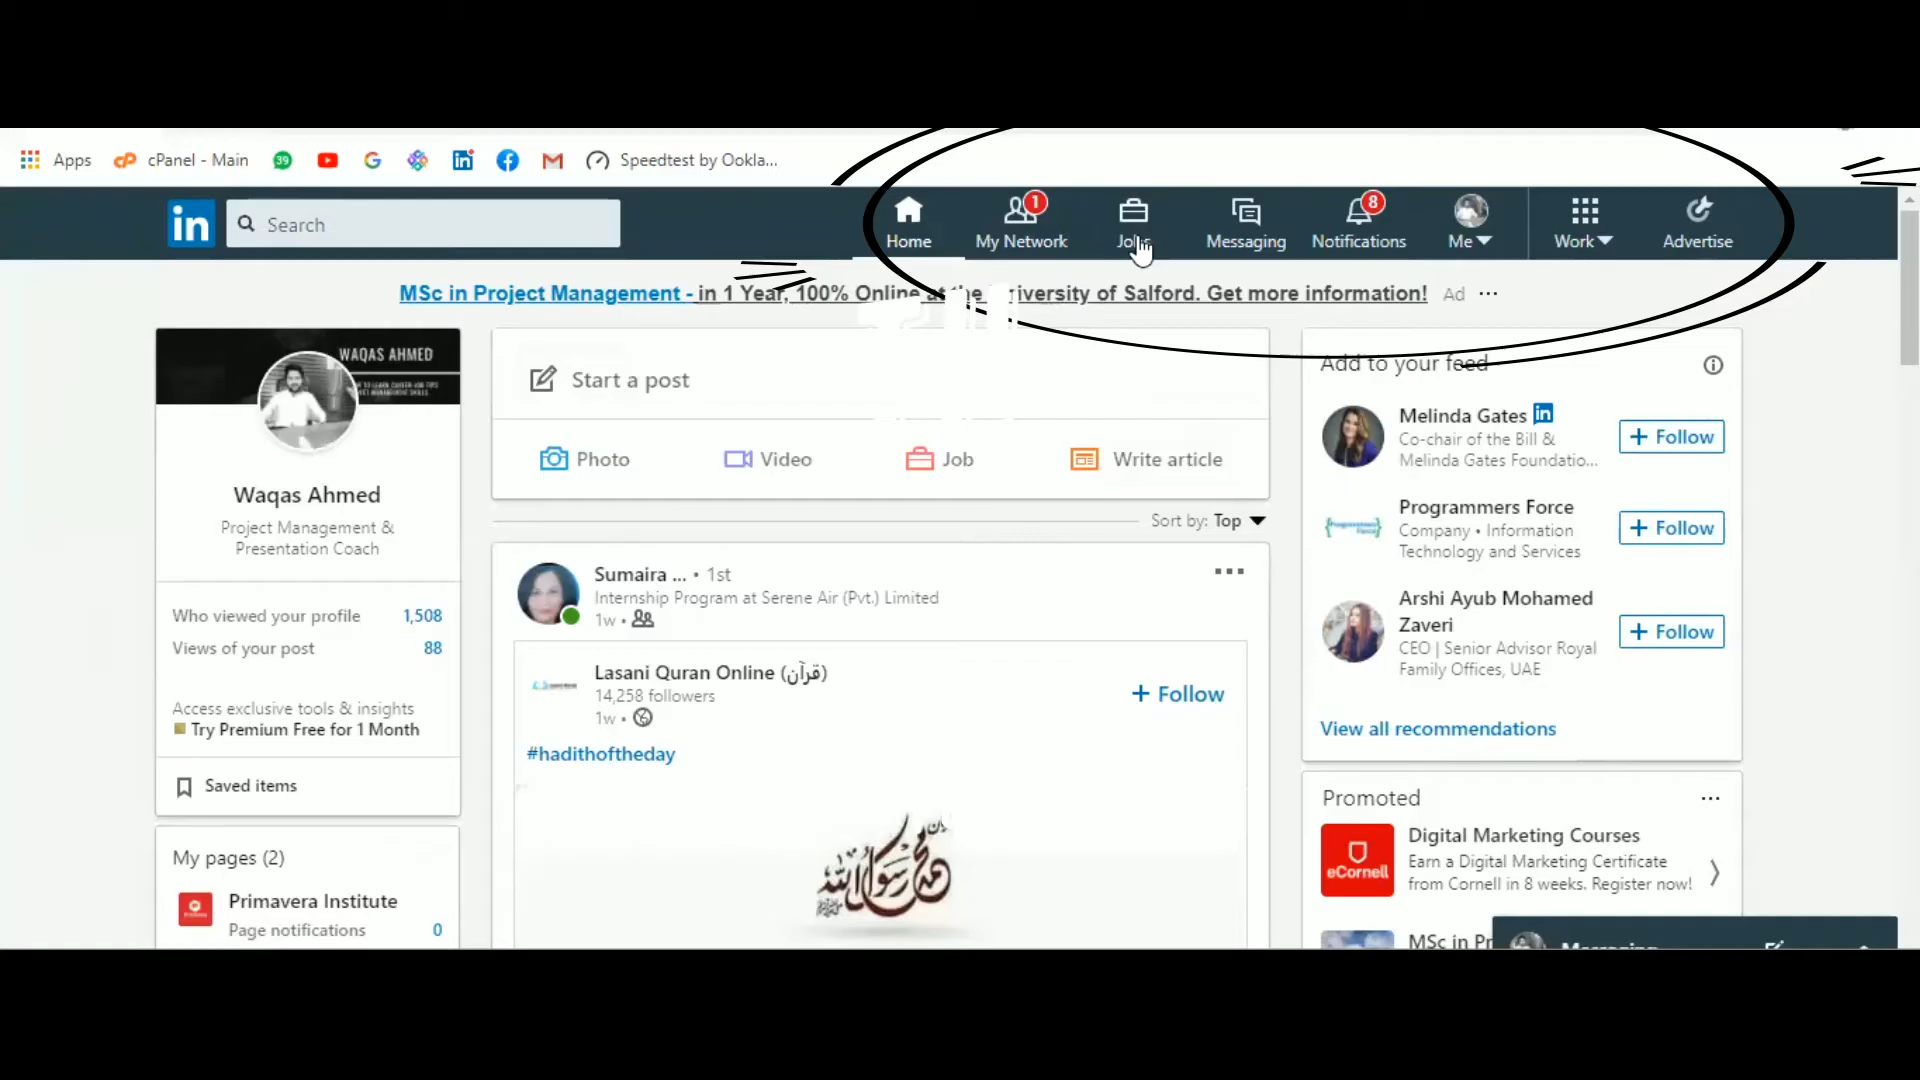 Apps
cPanel - Main
39
Speedtest by Ookla...
in
Search
Home
1
My Network
Messaging
8
Notifications
Me
Work
Advertise
MSc in Project Management - in 1 Year, 100% Online at the University of Salford. Get more information!
Ad
WAQAS AHMED
Waqas Ahmed
Project Management &
Presentation Coach
Who viewed your profile 1,508
Views of your post 88
Access exclusive tools & insights
Try Premium Free for 1 Month
Saved items
My pages (2)
Primavera Institute
Page notifications 0
Start a post
Photo
Video
Job
Write article
Sort by: Top
Sumaira ... • 1st
Internship Program at Serene Air (Pvt.) Limited
1w •
Lasani Quran Online (قرآن)
14,258 followers
1w •
+ Follow
#hadithoftheday
محمد رسول الله
Add to your feed
Melinda Gates in
Co-chair of the Bill &
Melinda Gates Foundatio...
+ Follow
Programmers Force
Company • Information
Technology and Services
+ Follow
Arshi Ayub Mohamed
Zaveri
CEO | Senior Advisor Royal
Family Offices, UAE
+ Follow
View all recommendations
Promoted
eCornell
Digital Marketing Courses
Earn a Digital Marketing Certificate
from Cornell in 8 weeks. Register now!
MSc in Pr
Messaging